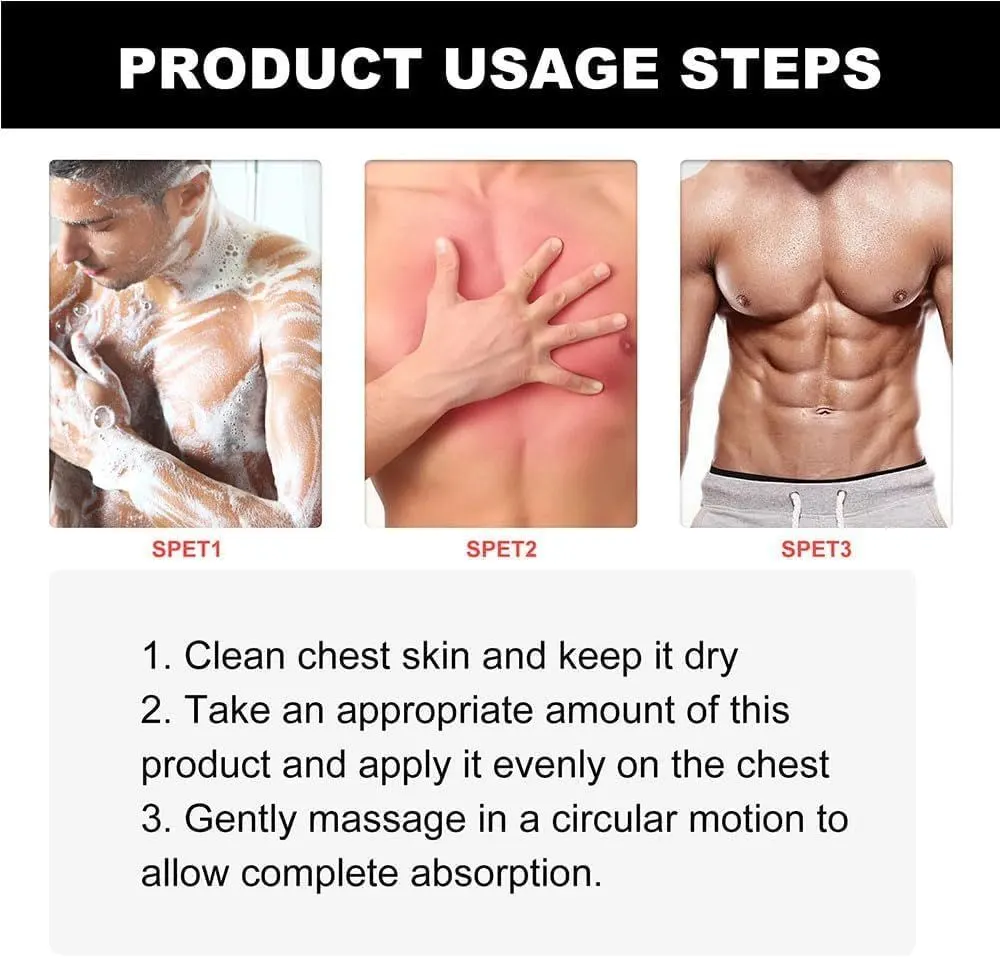 PRODUCT USAGE STEPS
SPET1
SPET2
SPET3
1. Clean chest skin and keep it dry
2. Take an appropriate amount of this
product and apply it evenly on the chest
3. Gently massage in a circular motion to
allow complete absorption.